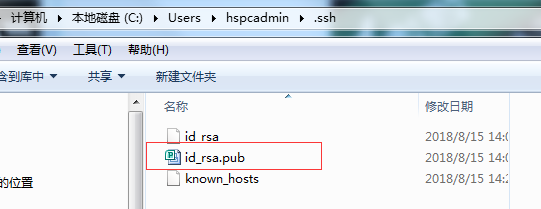 计算机 ▸ 本地磁盘 (C:) ▸ Users ▸ hspcadmin ▸ .ssh
查看(V) 工具(T) 帮助(H)
含到库中 共享 新建文件夹
名称 修改日期
id_rsa 2018/8/15 14:0
id_rsa.pub 2018/8/15 14:0
的位置 known_hosts 2018/8/15 14:2